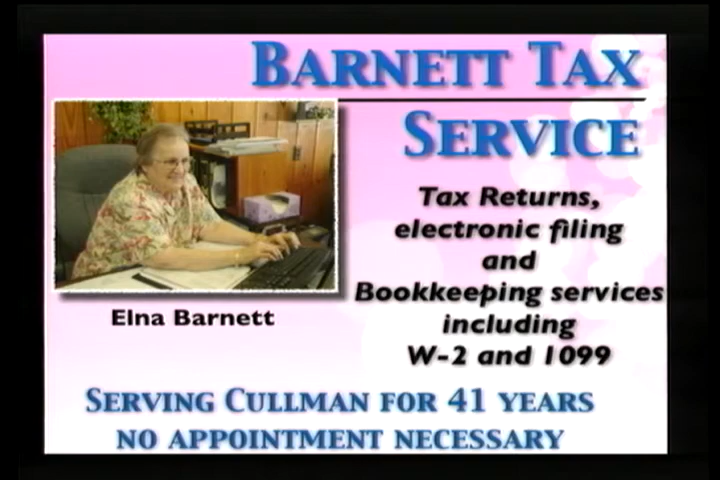 BARNETT TAX
SERVICE
Tax Returns,
electronic filing
and
Bookkeeping services
including
W-2 and 1099
Elna Barnett
SERVING CULLMAN FOR 41 YEARS
NO APPOINTMENT NECESSARY